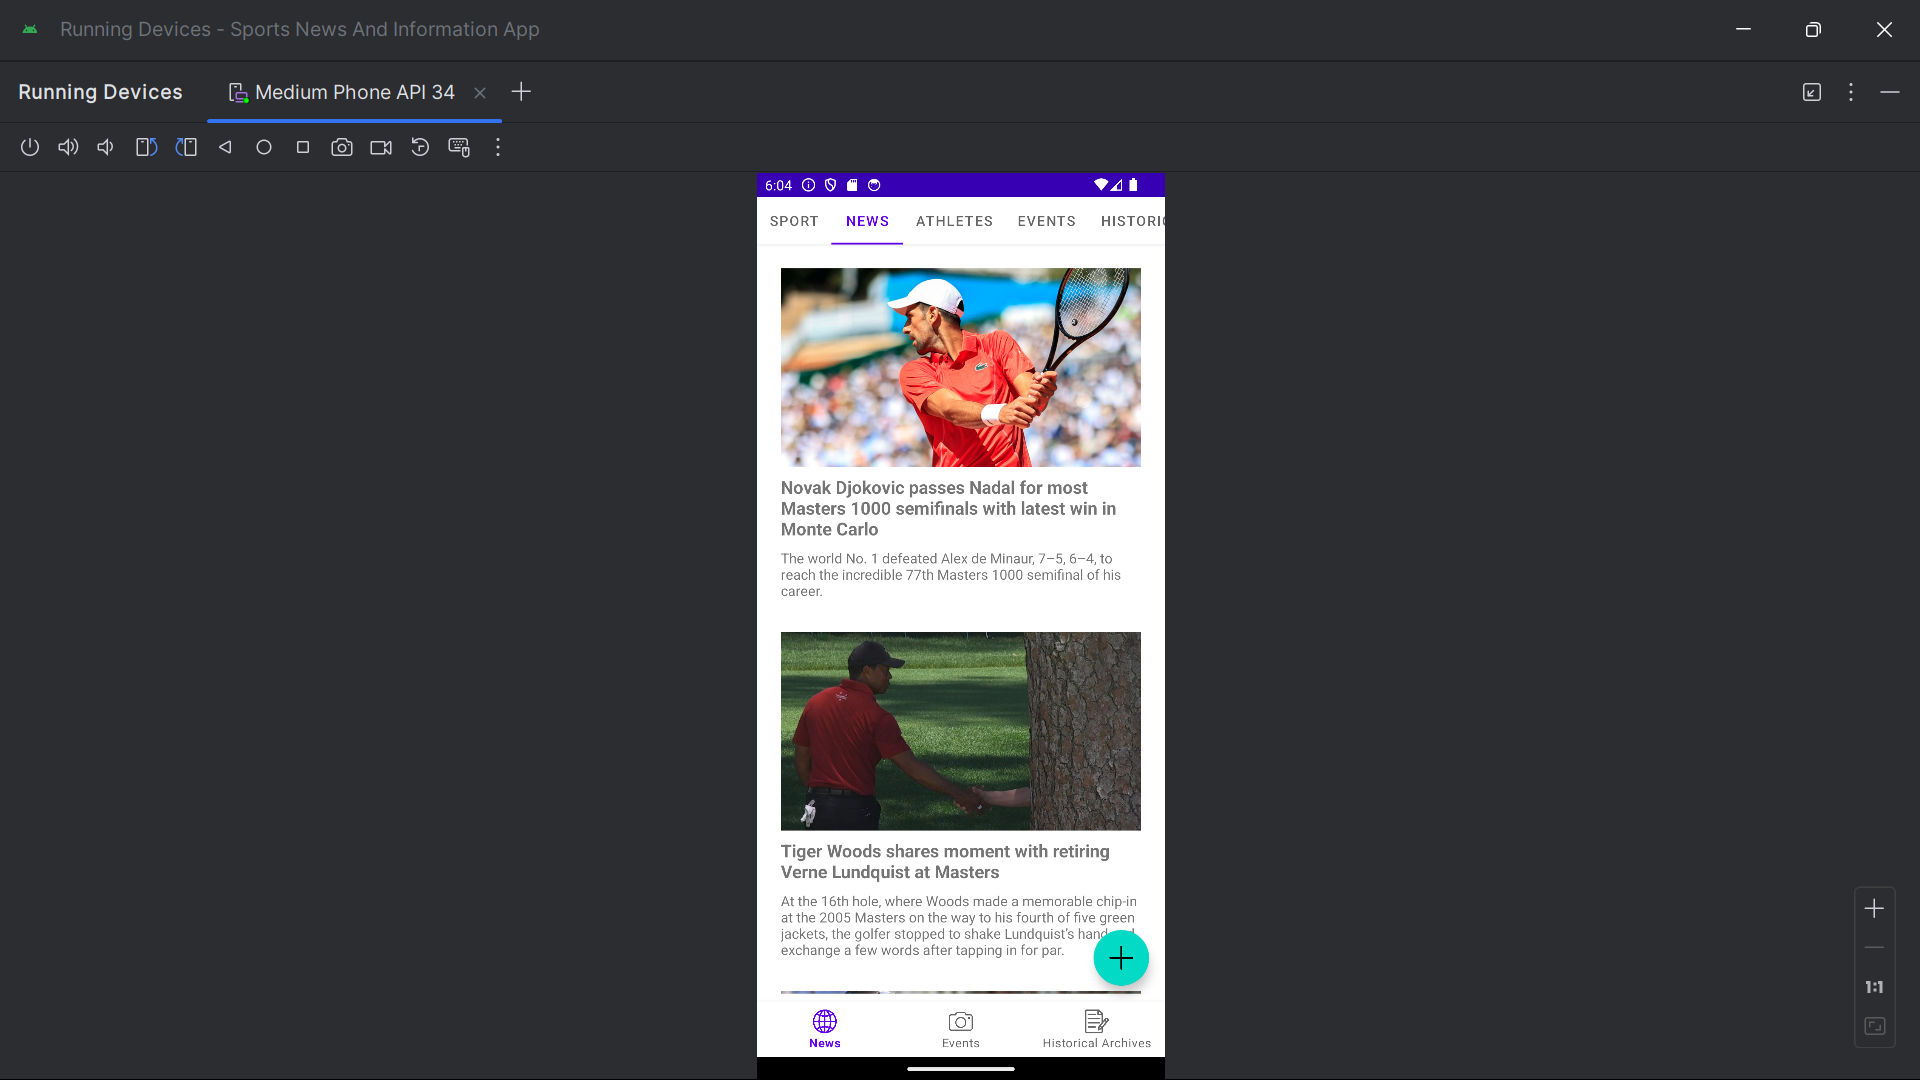 Running Devices - Sports News And Information App
Running Devices
Medium Phone API 34
6:04
SPORT NEWS ATHLETES EVENTS
Novak Djokovic passes Nadal for most
Masters 1000 semifinals with latest win in
Monte Carlo
The world No. 1 defeated Alex de Minaur, 7–5, 6–4, to
reach the incredible 77th Masters 1000 semifinal of his
career.
Tiger Woods shares moment with retiring
Verne Lundquist at Masters
At the 16th hole, where Woods made a memorable chip-in
at the 2005 Masters on the way to his fourth of five green
jackets, the golfer stopped to shake Lundquist's hand
exchange a few words after tapping in for par.
1:1
News Events Historical Archives